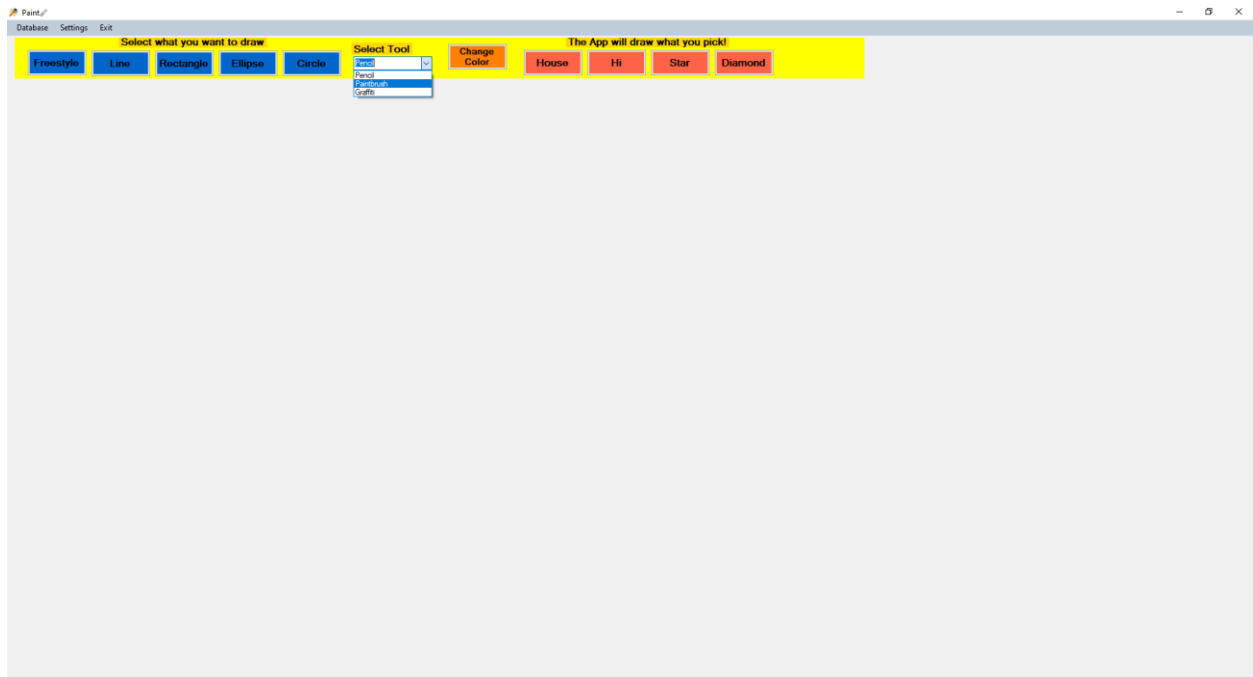 Paint
Database Settings Exit
Select what you want to draw
Freestyle Line Rectangle Ellipse Circle
Select Tool
Pencil
Pencil
Paintbrush
Graffiti
Change
Color
The App will draw what you pick!
House Hi Star Diamond